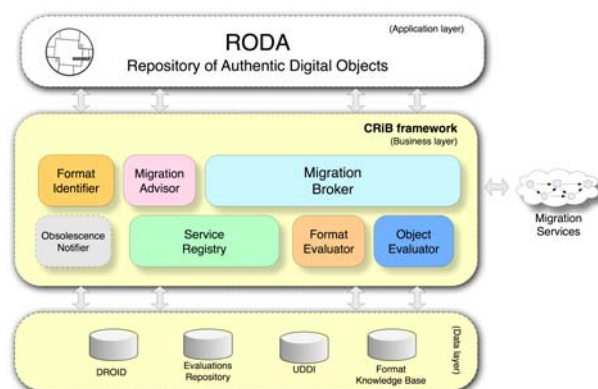 RODA
(Application layer)
Repository of Authentic Digital Objects
CRiB framework
(Business layer)
Format
Identifier
Migration
Advisor
Migration
Broker
Obsolescence
Notifier
Service
Registry
Format
Evaluator
Object
Evaluator
Migration
Services
DROID
Evaluations
Repository
UDDI
Format
Knowledge Base
(Data layer)